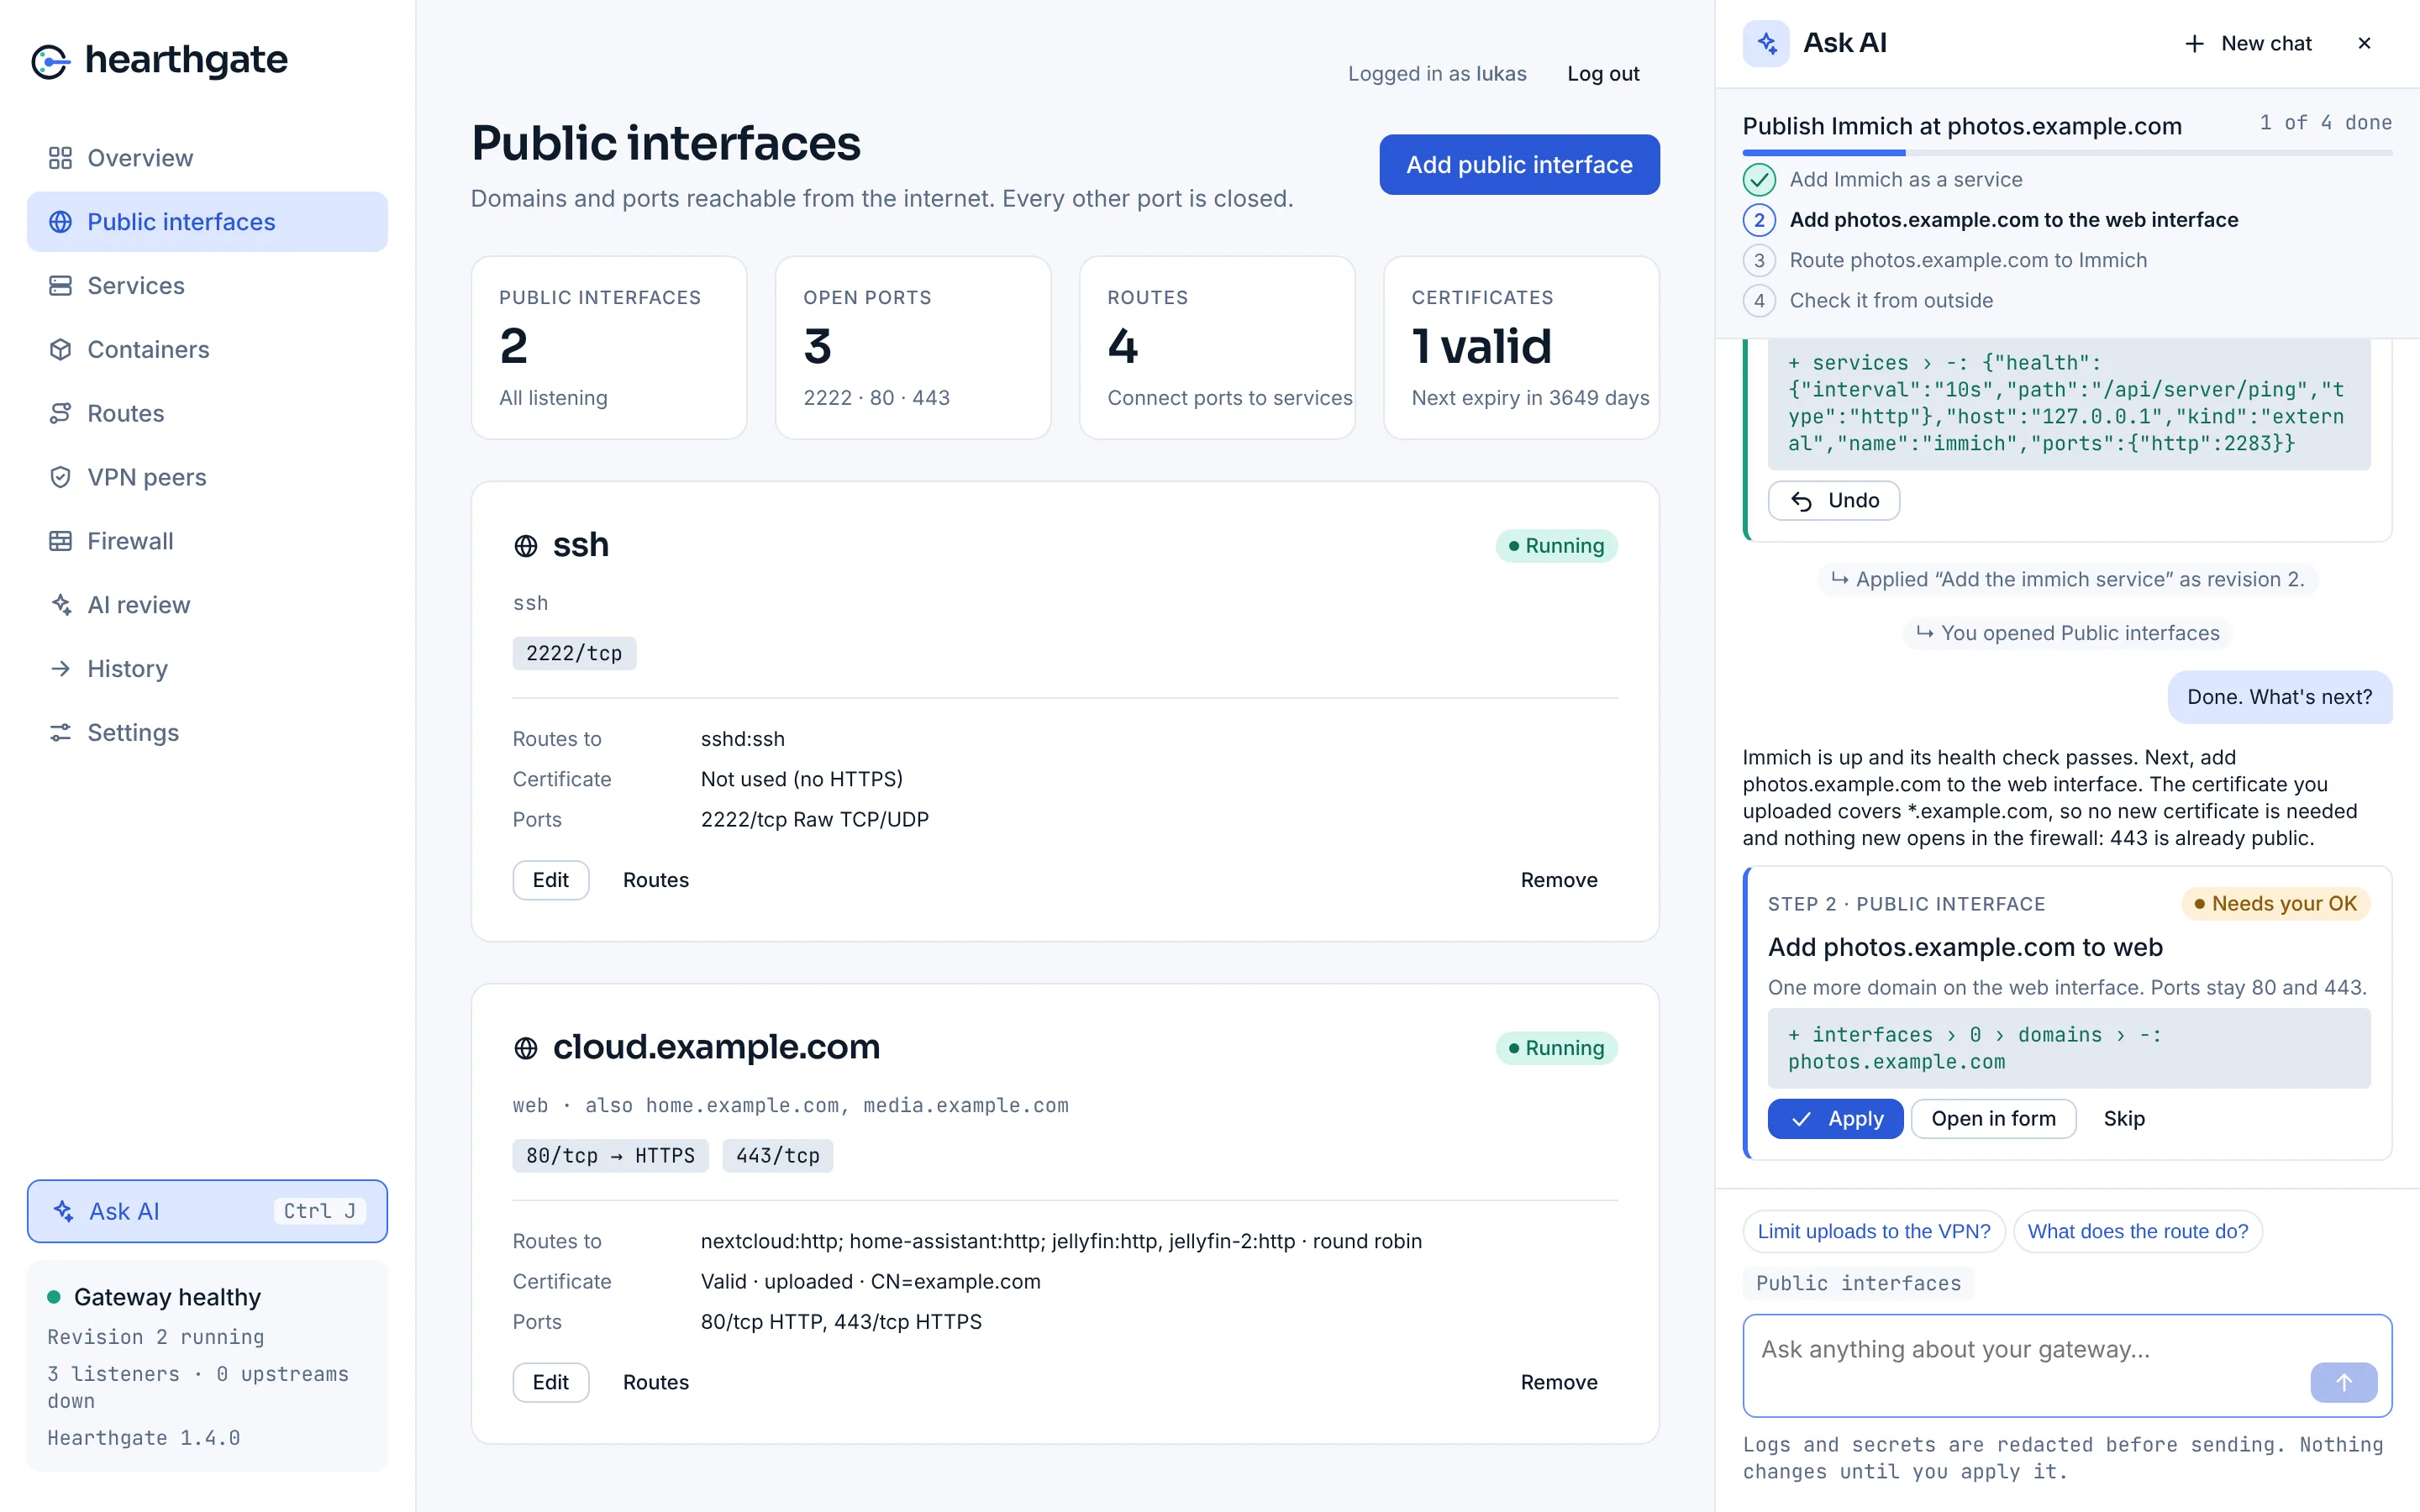 hearthgate
Overview
Public interfaces
Services
Containers
Routes
VPN peers
Firewall
AI review
History
Settings
Ask AI
Ctrl J
Gateway healthy
Revision 2 running
3 listeners · 0 upstreams
down
Hearthgate 1.4.0
Logged in as lukas
Log out
Public interfaces
Domains and ports reachable from the internet. Every other port is closed.
Add public interface
PUBLIC INTERFACES
2
All listening
OPEN PORTS
3
2222 · 80 · 443
ROUTES
4
Connect ports to services
CERTIFICATES
1 valid
Next expiry in 3649 days
ssh
Running
ssh
2222/tcp
Routes to sshd:ssh
Certificate Not used (no HTTPS)
Ports 2222/tcp Raw TCP/UDP
Edit Routes Remove
cloud.example.com
Running
web · also home.example.com, media.example.com
80/tcp → HTTPS 443/tcp
Routes to nextcloud:http; home-assistant:http; jellyfin:http, jellyfin-2:http · round robin
Certificate Valid · uploaded · CN=example.com
Ports 80/tcp HTTP, 443/tcp HTTPS
Edit Routes Remove
Ask AI
+ New chat ×
Publish Immich at photos.example.com
1 of 4 done
Add Immich as a service
2 Add photos.example.com to the web interface
3 Route photos.example.com to Immich
4 Check it from outside
+ services › -: {"health":
{"interval":"10s","path":"/api/server/ping","t
ype":"http"},"host":"127.0.0.1","kind":"extern
al","name":"immich","ports":{"http":2283}}
Undo
↳ Applied “Add the immich service” as revision 2.
↳ You opened Public interfaces
Done. What's next?
Immich is up and its health check passes. Next, add
photos.example.com to the web interface. The certificate you
uploaded covers *.example.com, so no new certificate is needed
and nothing new opens in the firewall: 443 is already public.
STEP 2 · PUBLIC INTERFACE
Needs your OK
Add photos.example.com to web
One more domain on the web interface. Ports stay 80 and 443.
+ interfaces › 0 › domains › -:
photos.example.com
Apply Open in form Skip
Limit uploads to the VPN? What does the route do?
Public interfaces
Ask anything about your gateway...
Logs and secrets are redacted before sending. Nothing
changes until you apply it.